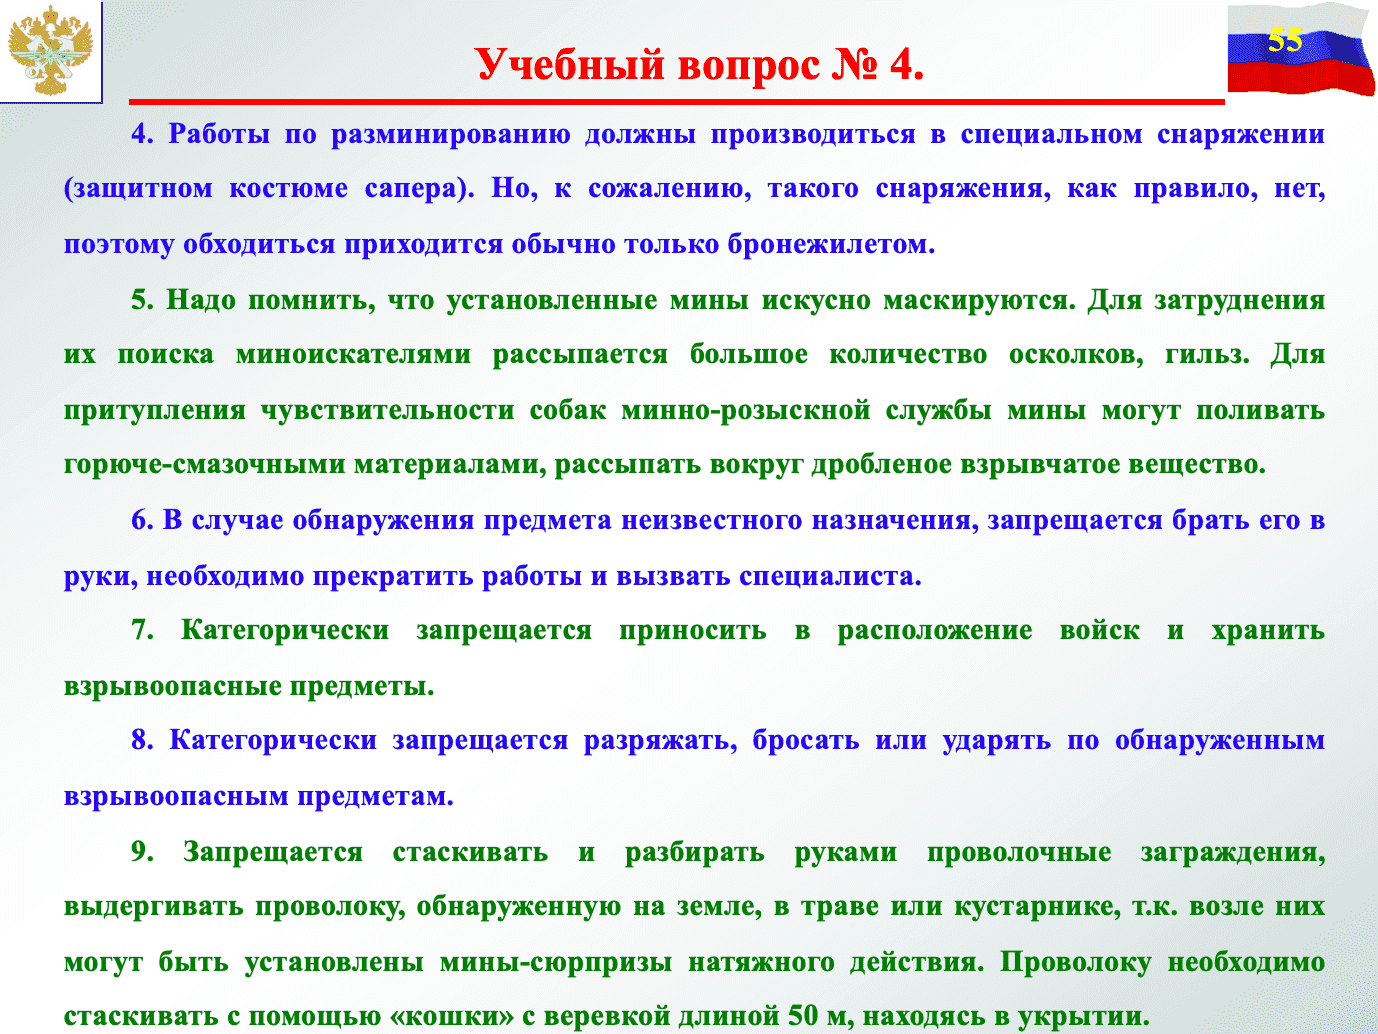 55
Учебный вопрос № 4.
4. Работы по разминированию должны производиться в специальном снаряжении
(защитном костюме сапера). Но, к сожалению, такого снаряжения, как правило, нет,
поэтому обходиться приходится обычно только бронежилетом.
5. Надо помнить, что установленные мины искусно маскируются. Для затруднения
их поиска миноискателями рассыпается большое количество осколков, гильз. Для
притупления чувствительности собак минно-розыскной службы мины могут поливать
горюче-смазочными материалами, рассыпать вокруг дробленое взрывчатое вещество.
6. В случае обнаружения предмета неизвестного назначения, запрещается брать его в
руки, необходимо прекратить работы и вызвать специалиста.
7. Категорически запрещается приносить в расположение войск и хранить
взрывоопасные предметы.
8. Категорически запрещается разряжать, бросать или ударять по обнаруженным
взрывоопасным предметам.
9. Запрещается стаскивать и разбирать руками проволочные заграждения,
выдергивать проволоку, обнаруженную на земле, в траве или кустарнике, т.к. возле них
могут быть установлены мины-сюрпризы натяжного действия. Проволоку необходимо
стаскивать с помощью «кошки» с веревкой длиной 50 м, находясь в укрытии.